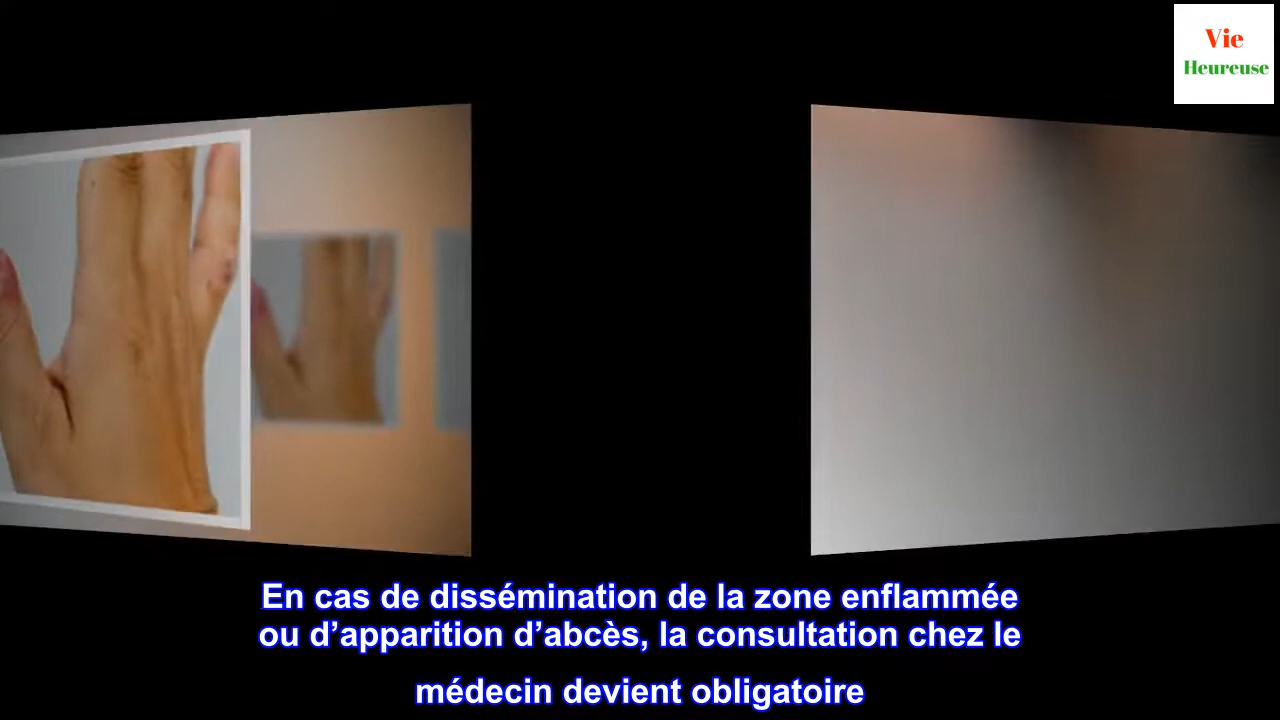 Vie
Heureuse
En cas de dissémination de la zone enflammée
ou d’apparition d’abcès, la consultation chez le
médecin devient obligatoire